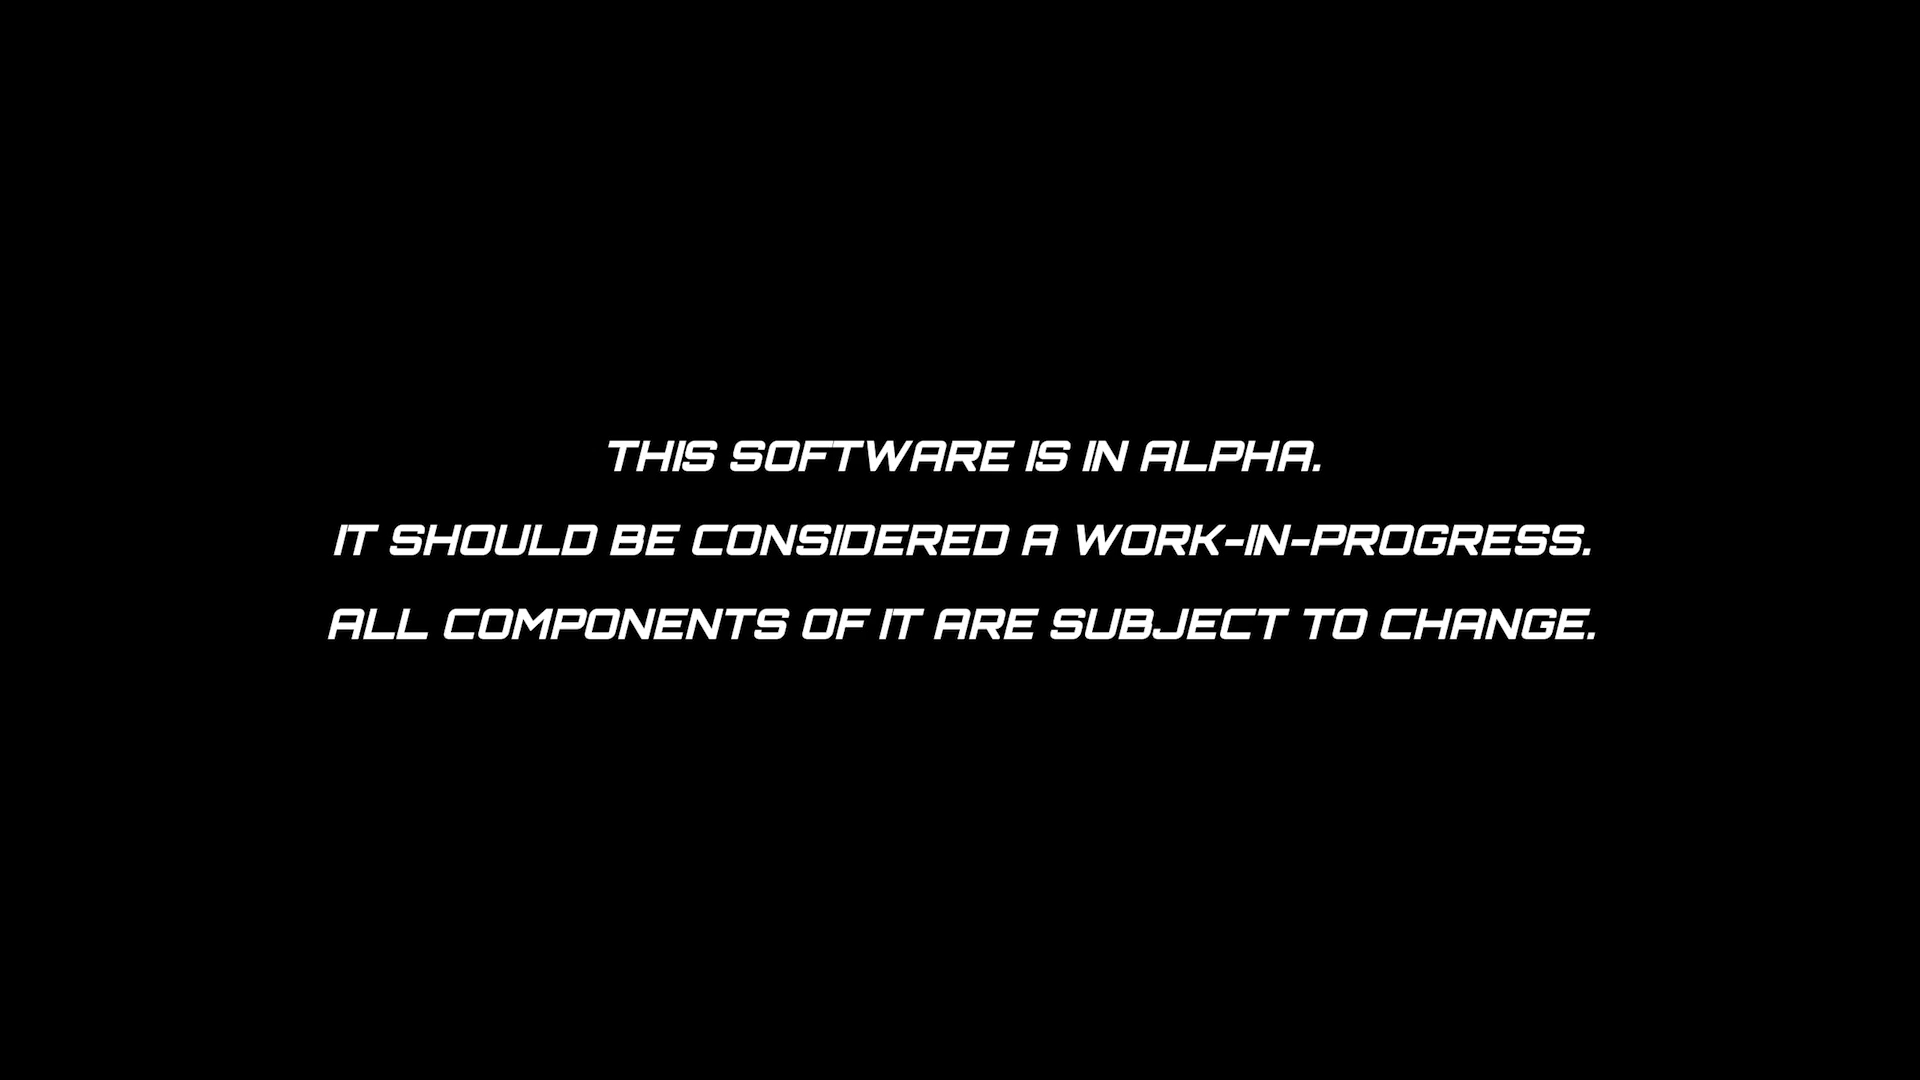 THIS SOFTWARE IS IN ALPHA.
IT SHOULD BE CONSIDERED A WORK-IN-PROGRESS.
ALL COMPONENTS OF IT ARE SUBJECT TO CHANGE.